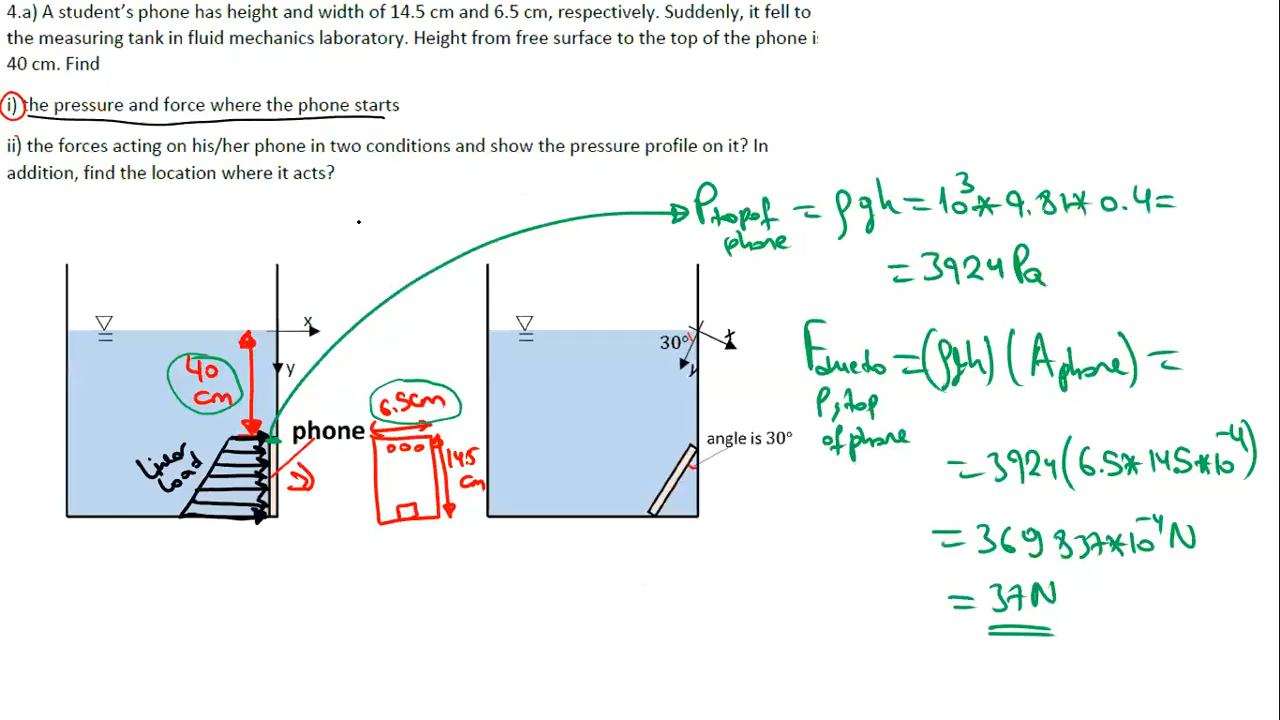 4.a) A student's phone has height and width of 14.5 cm and 6.5 cm, respectively. Suddenly, it fell to
the measuring tank in fluid mechanics laboratory. Height from free surface to the top of the phone i
40 cm. Find
i) the pressure and force where the phone starts
ii) the forces acting on his/her phone in two conditions and show the pressure profile on it? In
addition, find the location where it acts?
P top of phone = ρgh = 10³ * 9.81 * 0.4 =
= 3924 Pa
x
y
40
cm
6.5cm
phone
14.5
cm
load
30°
x
y
angle is 30°
F due to P, top of phone = (ρgh) (A phone) =
= 3924 (6.5 * 14.5 * 10⁻⁴)
= 369 837 * 10⁻⁴ N
= 37 N